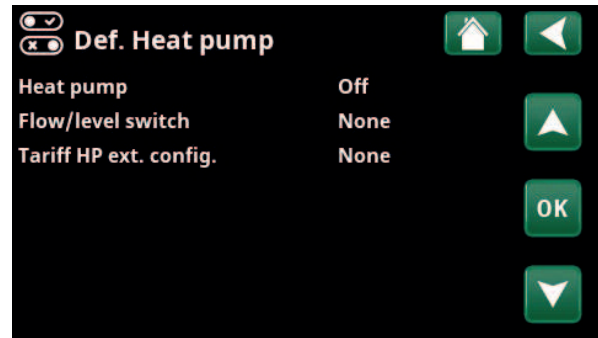 Def. Heat pump
Heat pump Off
Flow/level switch None
Tariff HP ext. config. None
OK